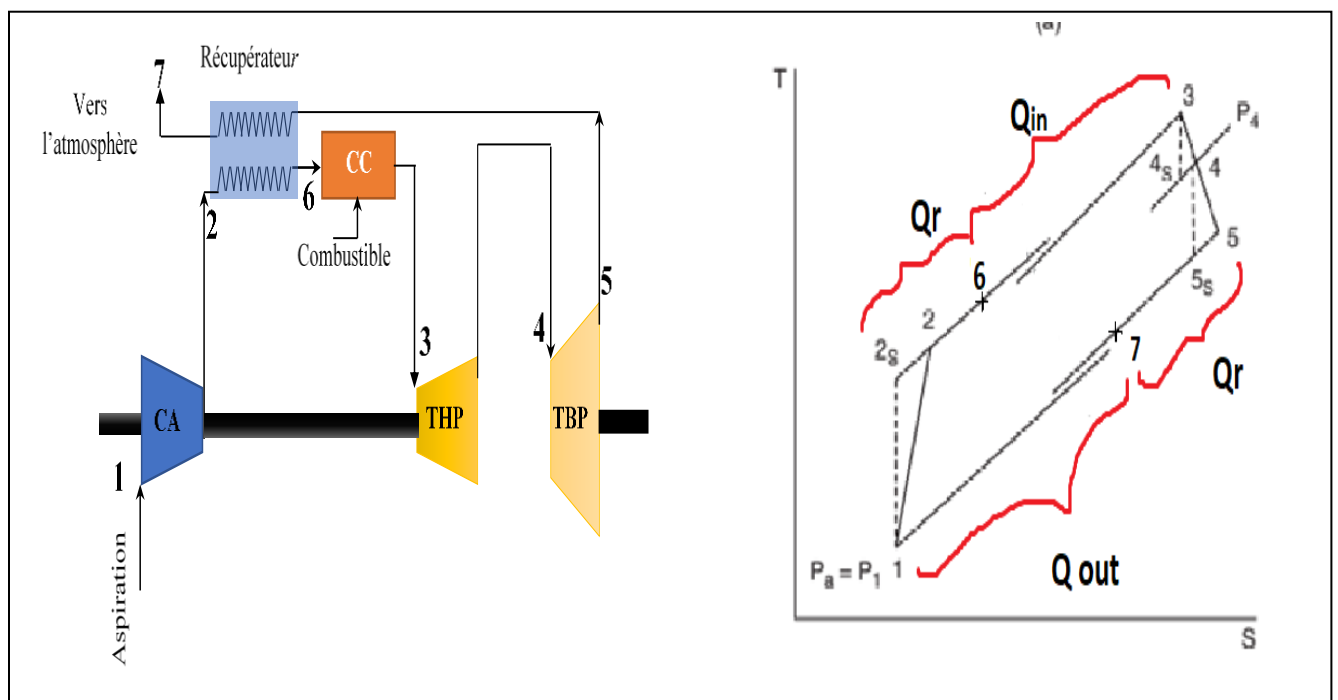 Récupérateur
7
Vers
l'atmosphère
CC
6
2
Combustible
5
3
4
CA
THP
TBP
1
Aspiration
(a)
T
3
Qin
P4
4s
4
Qr
5
6
5s
2
2s
7
Qr
Pa = P1 1
Q out
S